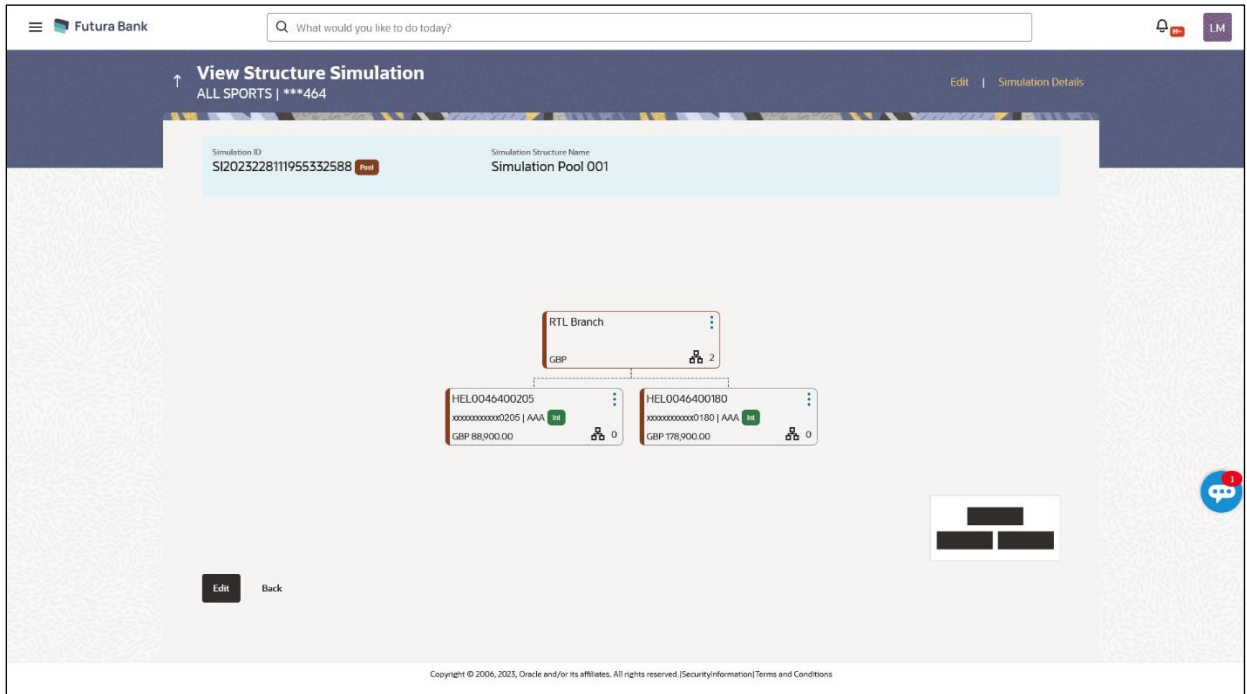 Futura Bank
What would you like to do today?
LM
View Structure Simulation
ALL SPORTS | ***464
Edit | Simulation Details
Simulation ID
SI2023228111955332588 Pool
Simulation Structure Name
Simulation Pool 001
RTL Branch
GBP
2
HEL0046400205
xxxxxxxxxxxx0205 | AAA Int
GBP 88,900.00
0
HEL0046400180
xxxxxxxxxxxx0180 | AAA Int
GBP 178,900.00
0
1
Edit
Back
Copyright © 2006, 2023, Oracle and/or its affiliates. All rights reserved.|SecurityInformation|Terms and Conditions